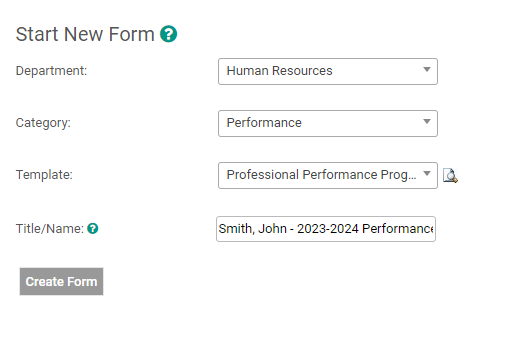 Start New Form ?
Department: Human Resources
Category: Performance
Template: Professional Performance Prog...
Title/Name: ? Smith, John - 2023-2024 Performance
Create Form